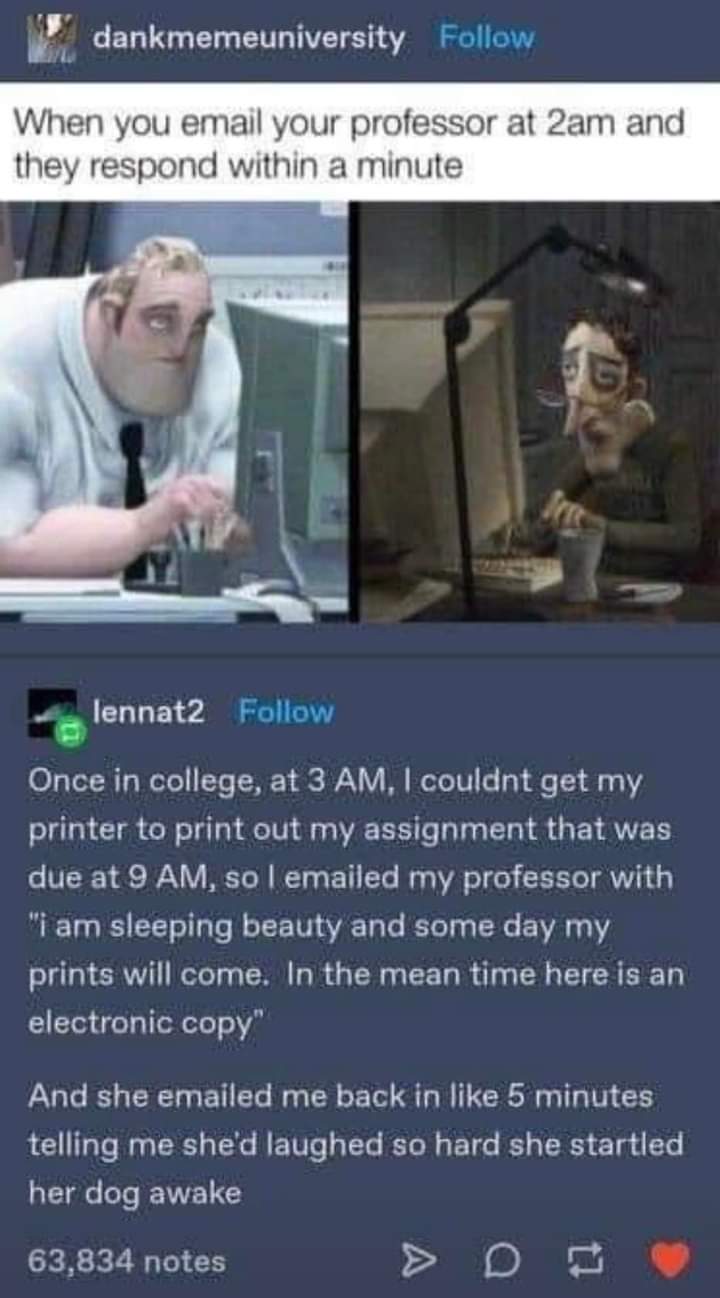 dankmemeuniversity Follow
When you email your professor at 2am and
they respond within a minute
lennat2 Follow
Once in college, at 3 AM, I couldnt get my
printer to print out my assignment that was
due at 9 AM, so I emailed my professor with
"i am sleeping beauty and some day my
prints will come. In the mean time here is an
electronic copy"
And she emailed me back in like 5 minutes
telling me she'd laughed so hard she startled
her dog awake
63,834 notes